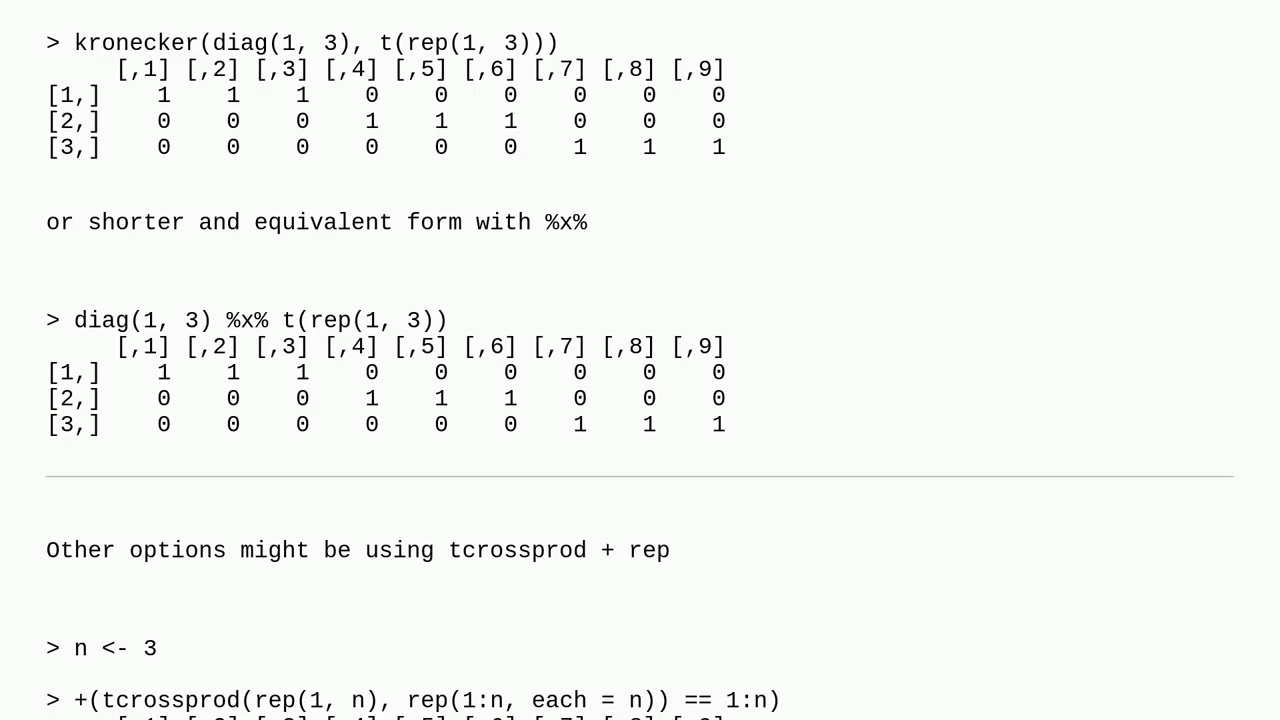 > kronecker(diag(1, 3), t(rep(1, 3)))
     [,1] [,2] [,3] [,4] [,5] [,6] [,7] [,8] [,9]
[1,]    1    1    1    0    0    0    0    0    0
[2,]    0    0    0    1    1    1    0    0    0
[3,]    0    0    0    0    0    0    1    1    1
or shorter and equivalent form with %x%
> diag(1, 3) %x% t(rep(1, 3))
     [,1] [,2] [,3] [,4] [,5] [,6] [,7] [,8] [,9]
[1,]    1    1    1    0    0    0    0    0    0
[2,]    0    0    0    1    1    1    0    0    0
[3,]    0    0    0    0    0    0    1    1    1
Other options might be using tcrossprod + rep
> n <- 3
> +(tcrossprod(rep(1, n), rep(1:n, each = n)) == 1:n)